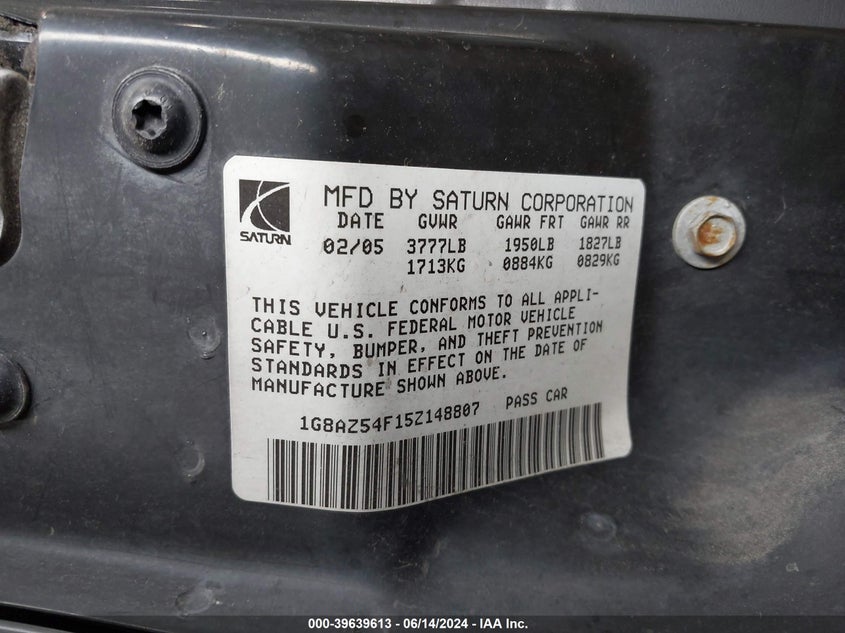 MFD BY SATURN CORPORATION
SATURN
DATE GVWR GAWR FRT GAWR RR
02/05 3777LB 1950LB 1827LB
1713KG 0884KG 0829KG
THIS VEHICLE CONFORMS TO ALL APPLI-
CABLE U.S. FEDERAL MOTOR VEHICLE
SAFETY, BUMPER, AND THEFT PREVENTION
STANDARDS IN EFFECT ON THE DATE OF
MANUFACTURE SHOWN ABOVE.
1G8AZ54F15Z148807 PASS CAR
000-39639613 - 06/14/2024 - IAA Inc.